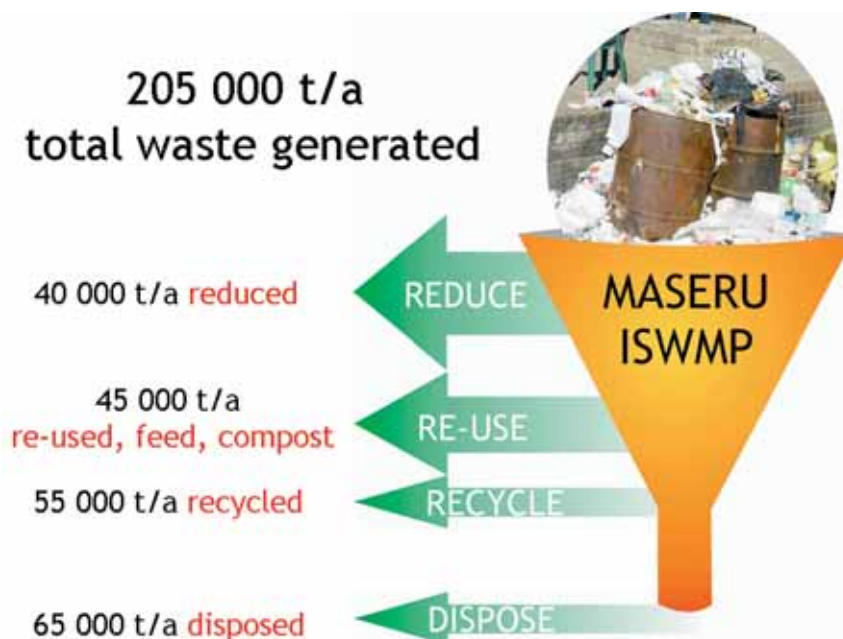 205 000 t/a
total waste generated
40 000 t/a reduced
REDUCE
MASERU
ISWMP
45 000 t/a
re-used, feed, compost
RE-USE
55 000 t/a recycled
RECYCLE
65 000 t/a disposed
DISPOSE